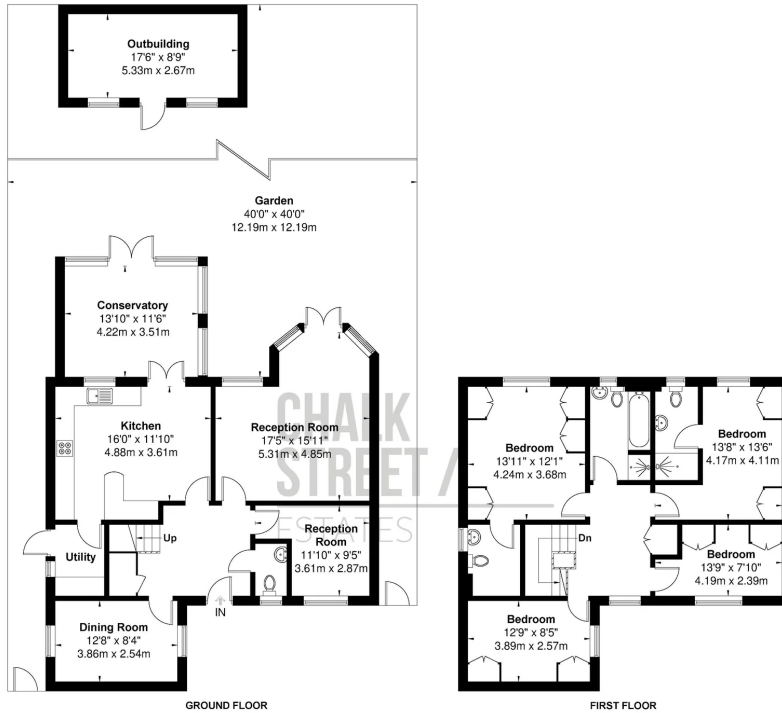 Outbuilding
17'6" x 8'9"
5.33m x 2.67m
Garden
40'0" x 40'0"
12.19m x 12.19m
Conservatory
13'10" x 11'6"
4.22m x 3.51m
Kitchen
16'0" x 11'10"
4.88m x 3.61m
Reception Room
17'5" x 15'11"
5.31m x 4.85m
CHALK
STREET /
ESTATES
Reception
Room
11'10" x 9'5"
3.61m x 2.87m
Utility
Up
IN
Dining Room
12'8" x 8'4"
3.86m x 2.54m
GROUND FLOOR
Bedroom
13'11" x 12'1"
4.24m x 3.68m
Bedroom
13'8" x 13'6"
4.17m x 4.11m
Dn
Bedroom
13'9" x 7'10"
4.19m x 2.39m
Bedroom
12'9" x 8'5"
3.89m x 2.57m
FIRST FLOOR